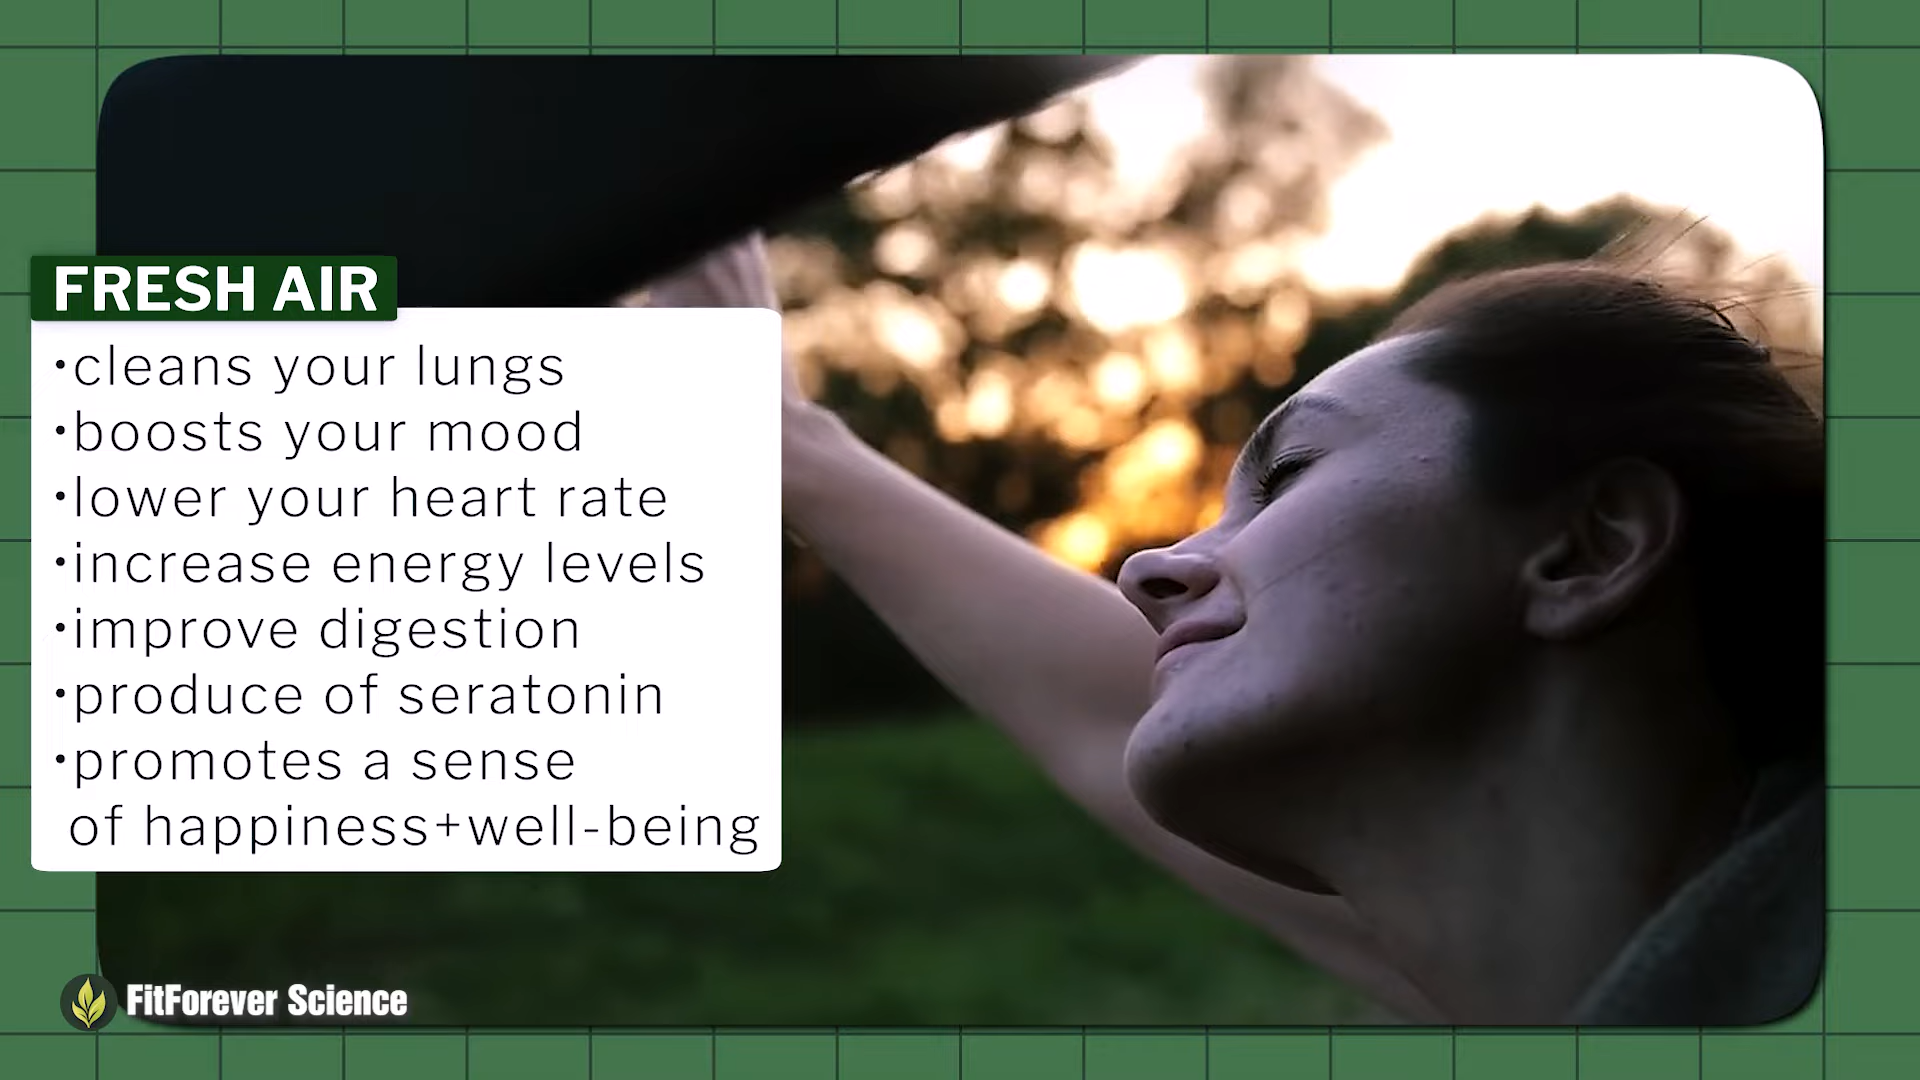 FRESH AIR
•cleans your lungs
•boosts your mood
•lower your heart rate
•increase energy levels
•improve digestion
•produce of seratonin
•promotes a sense
of happiness+well-being
FitForever Science